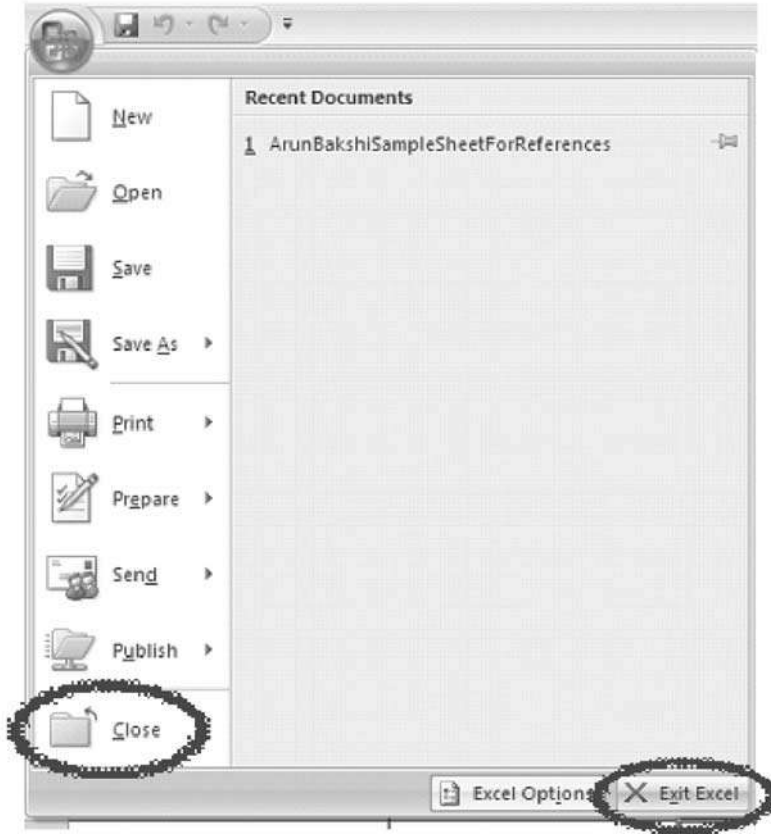 New
Open
Save
Save As
Print
Prepare
Send
Publish
Close
Recent Documents
1 ArunBakshiSampleSheetForReferences
Excel Options
Exit Excel